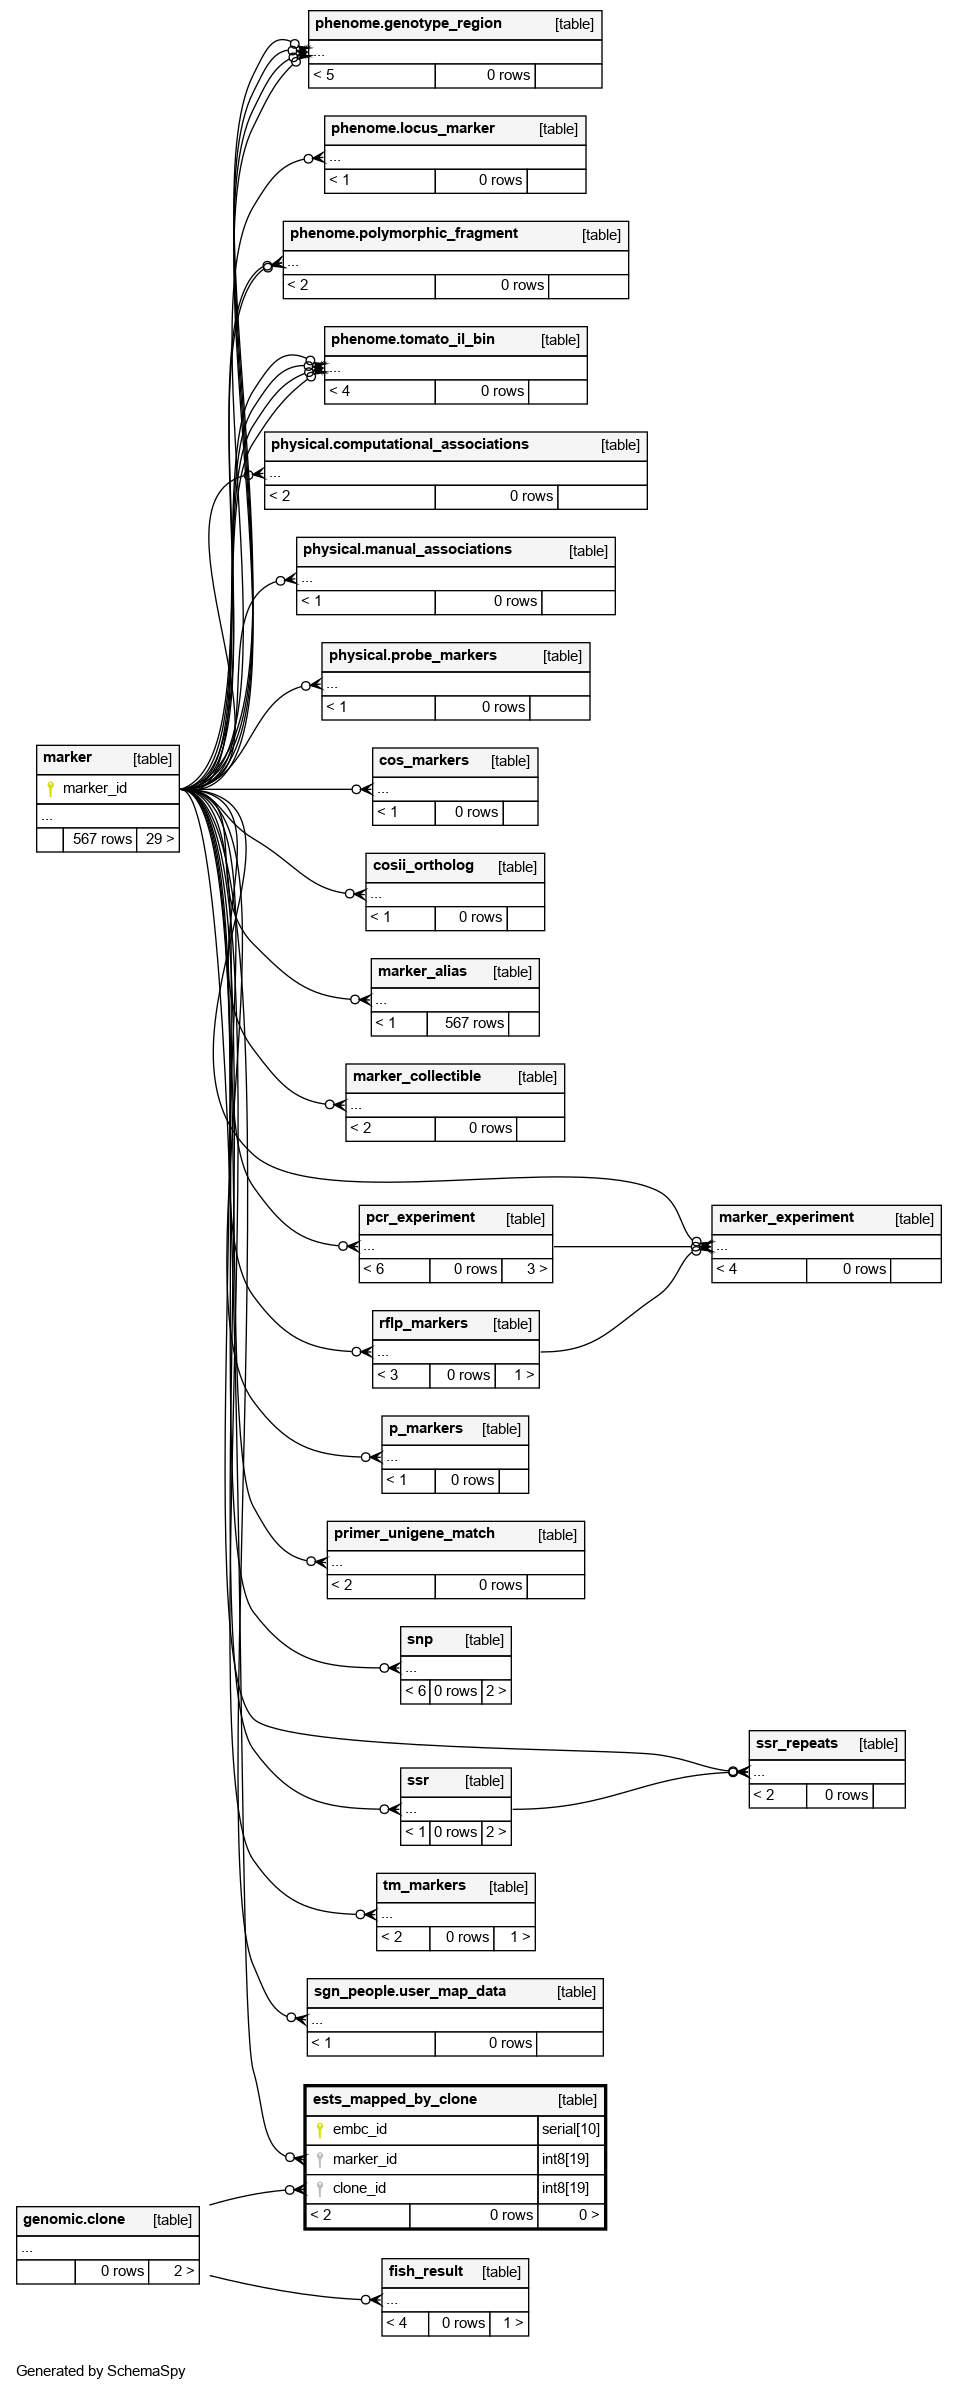 phenome.genotype_region [table]
...
< 5 0 rows
phenome.locus_marker [table]
...
< 1 0 rows
phenome.polymorphic_fragment [table]
...
< 2 0 rows
phenome.tomato_il_bin [table]
...
< 4 0 rows
physical.computational_associations [table]
...
< 2 0 rows
physical.manual_associations [table]
...
< 1 0 rows
physical.probe_markers [table]
...
< 1 0 rows
marker [table]
marker_id
...
567 rows 29 >
cos_markers [table]
...
< 1 0 rows
cosii_ortholog [table]
...
< 1 0 rows
marker_alias [table]
...
< 1 567 rows
marker_collectible [table]
...
< 2 0 rows
pcr_experiment [table]
...
< 6 0 rows 3 >
marker_experiment [table]
...
< 4 0 rows
rflp_markers [table]
...
< 3 0 rows 1 >
p_markers [table]
...
< 1 0 rows
primer_unigene_match [table]
...
< 2 0 rows
snp [table]
...
< 6 0 rows 2 >
ssr_repeats [table]
...
< 2 0 rows
ssr [table]
...
< 1 0 rows 2 >
tm_markers [table]
...
< 2 0 rows 1 >
sgn_people.user_map_data [table]
...
< 1 0 rows
ests_mapped_by_clone [table]
embc_id serial[10]
marker_id int8[19]
clone_id int8[19]
< 2 0 rows 0 >
genomic.clone [table]
...
0 rows 2 >
fish_result [table]
...
< 4 0 rows 1 >
Generated by SchemaSpy